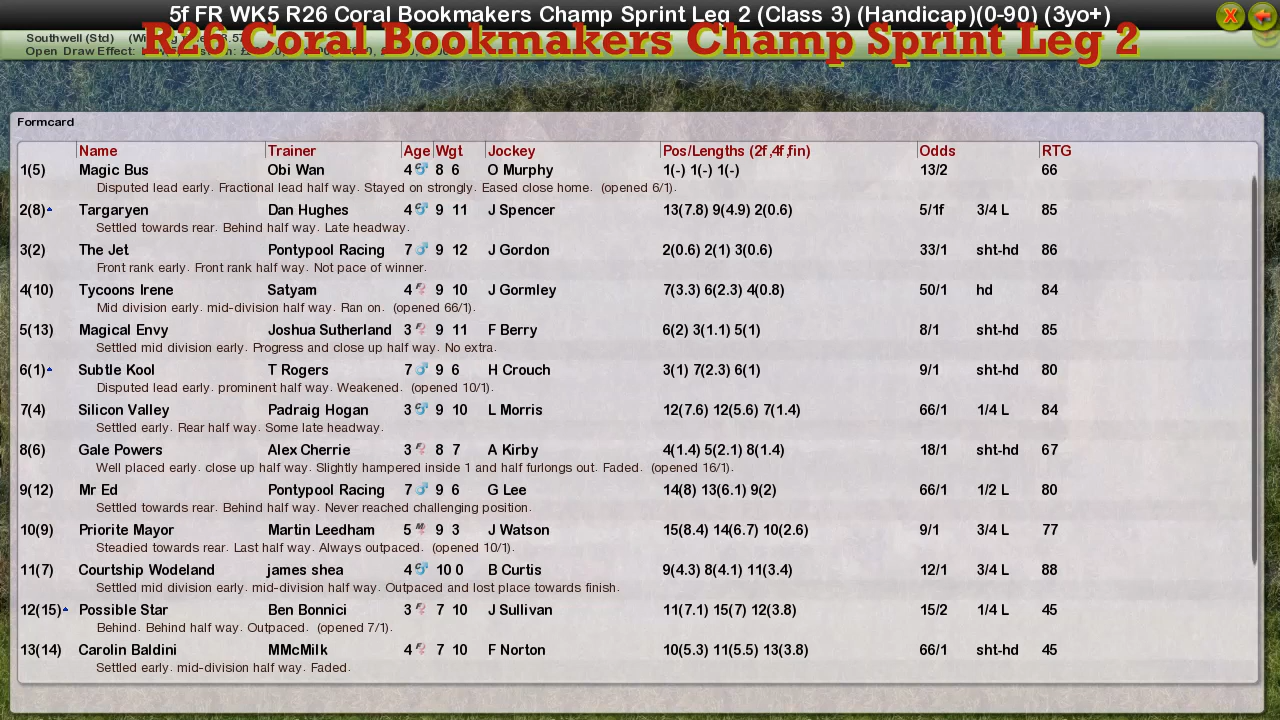 5f FR WK5 R26 Coral Bookmakers Champ Sprint Leg 2 (Class 3) (Handicap)(0-90) (3yo+)
R26 Coral Bookmakers Champ Sprint Leg 2
Southwell (Std)
Open Draw Effect:
Formcard
Name Trainer Age Wgt Jockey Pos/Lengths (2f,4f,fin) Odds RTG
1(5) Magic Bus Obi Wan 4 8 6 O Murphy 1(-) 1(-) 1(-) 13/2 66
Disputed lead early. Fractional lead half way. Stayed on strongly. Eased close home. (opened 6/1).
2(8) Targaryen Dan Hughes 4 9 11 J Spencer 13(7.8) 9(4.9) 2(0.6) 5/1f 3/4 L 85
Settled towards rear. Behind half way. Late headway.
3(2) The Jet Pontypool Racing 7 9 12 J Gordon 2(0.6) 2(1) 3(0.6) 33/1 sht-hd 86
Front rank early. Front rank half way. Not pace of winner.
4(10) Tycoons Irene Satyam 4 9 10 J Gormley 7(3.3) 6(2.3) 4(0.8) 50/1 hd 84
Mid division early. mid-division half way. Ran on. (opened 66/1).
5(13) Magical Envy Joshua Sutherland 3 9 11 F Berry 6(2) 3(1.1) 5(1) 8/1 sht-hd 85
Settled mid division early. Progress and close up half way. No extra.
6(1) Subtle Kool T Rogers 7 9 6 H Crouch 3(1) 7(2.3) 6(1) 9/1 sht-hd 80
Disputed lead early. prominent half way. Weakened. (opened 10/1).
7(4) Silicon Valley Padraig Hogan 3 9 10 L Morris 12(7.6) 12(5.6) 7(1.4) 66/1 1/4 L 84
Settled early. Rear half way. Some late headway.
8(6) Gale Powers Alex Cherrie 3 8 7 A Kirby 4(1.4) 5(2.1) 8(1.4) 18/1 sht-hd 67
Well placed early. close up half way. Slightly hampered inside 1 and half furlongs out. Faded. (opened 16/1).
9(12) Mr Ed Pontypool Racing 7 9 6 G Lee 14(8) 13(6.1) 9(2) 66/1 1/2 L 80
Settled towards rear. Behind half way. Never reached challenging position.
10(9) Priorite Mayor Martin Leedham 5 9 3 J Watson 15(8.4) 14(6.7) 10(2.6) 9/1 3/4 L 77
Steadied towards rear. Last half way. Always outpaced. (opened 10/1).
11(7) Courtship Wodeland james shea 4 10 0 B Curtis 9(4.3) 8(4.1) 11(3.4) 12/1 3/4 L 88
Settled mid division early. mid-division half way. Outpaced and lost place towards finish.
12(15) Possible Star Ben Bonnici 3 7 10 J Sullivan 11(7.1) 15(7) 12(3.8) 15/2 1/4 L 45
Behind. Behind half way. Outpaced. (opened 7/1).
13(14) Carolin Baldini MMcMilk 4 7 10 F Norton 10(5.3) 11(5.5) 13(3.8) 66/1 sht-hd 45
Settled early. mid-division half way. Faded.